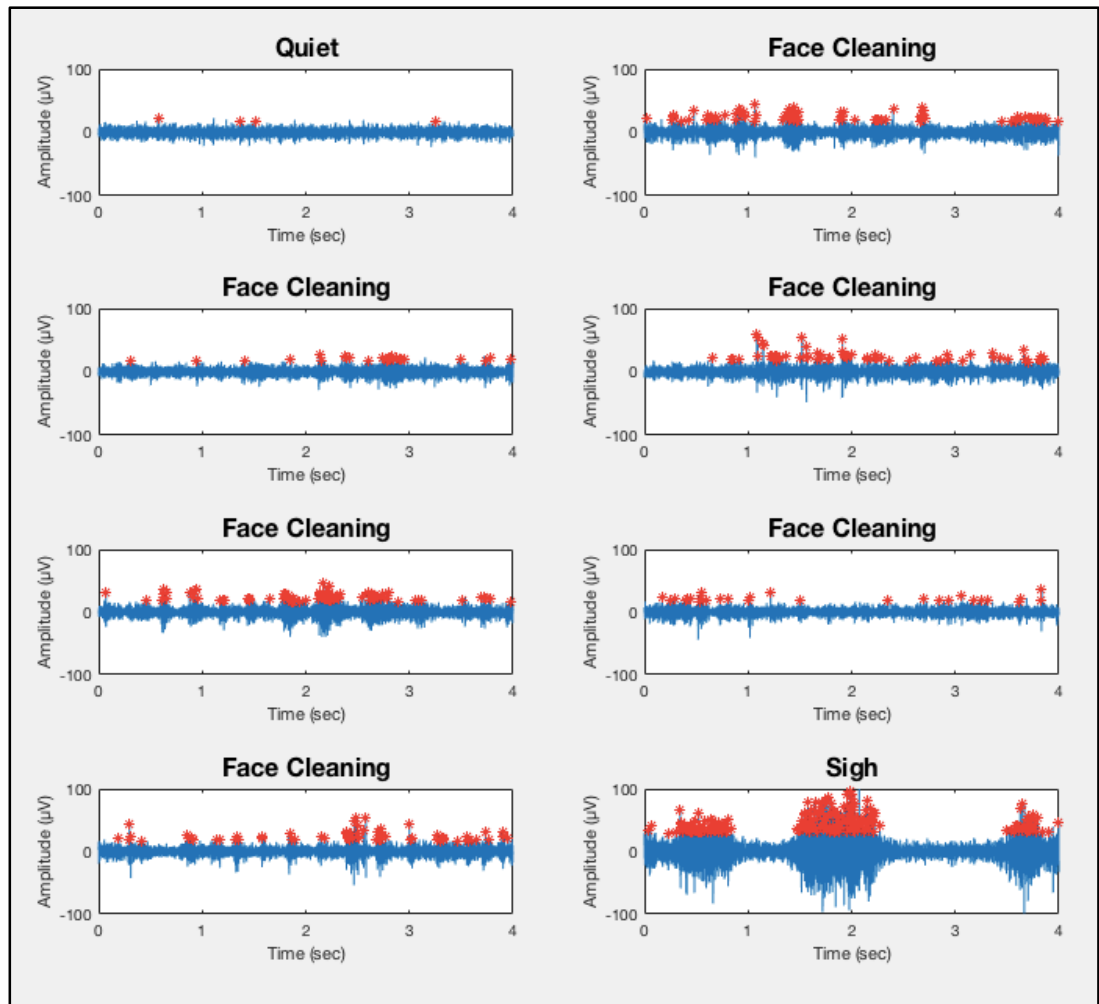 Quiet
100
0
-100
Amplitude (µV)
0 1 2 3 4
Time (sec)
Face Cleaning
100
0
-100
Amplitude (µV)
0 1 2 3 4
Time (sec)
Face Cleaning
100
0
-100
Amplitude (µV)
0 1 2 3 4
Time (sec)
Face Cleaning
100
0
-100
Amplitude (µV)
0 1 2 3 4
Time (sec)
Face Cleaning
100
0
-100
Amplitude (µV)
0 1 2 3 4
Time (sec)
Face Cleaning
100
0
-100
Amplitude (µV)
0 1 2 3 4
Time (sec)
Face Cleaning
100
0
-100
Amplitude (µV)
0 1 2 3 4
Time (sec)
Sigh
100
0
-100
Amplitude (µV)
0 1 2 3 4
Time (sec)